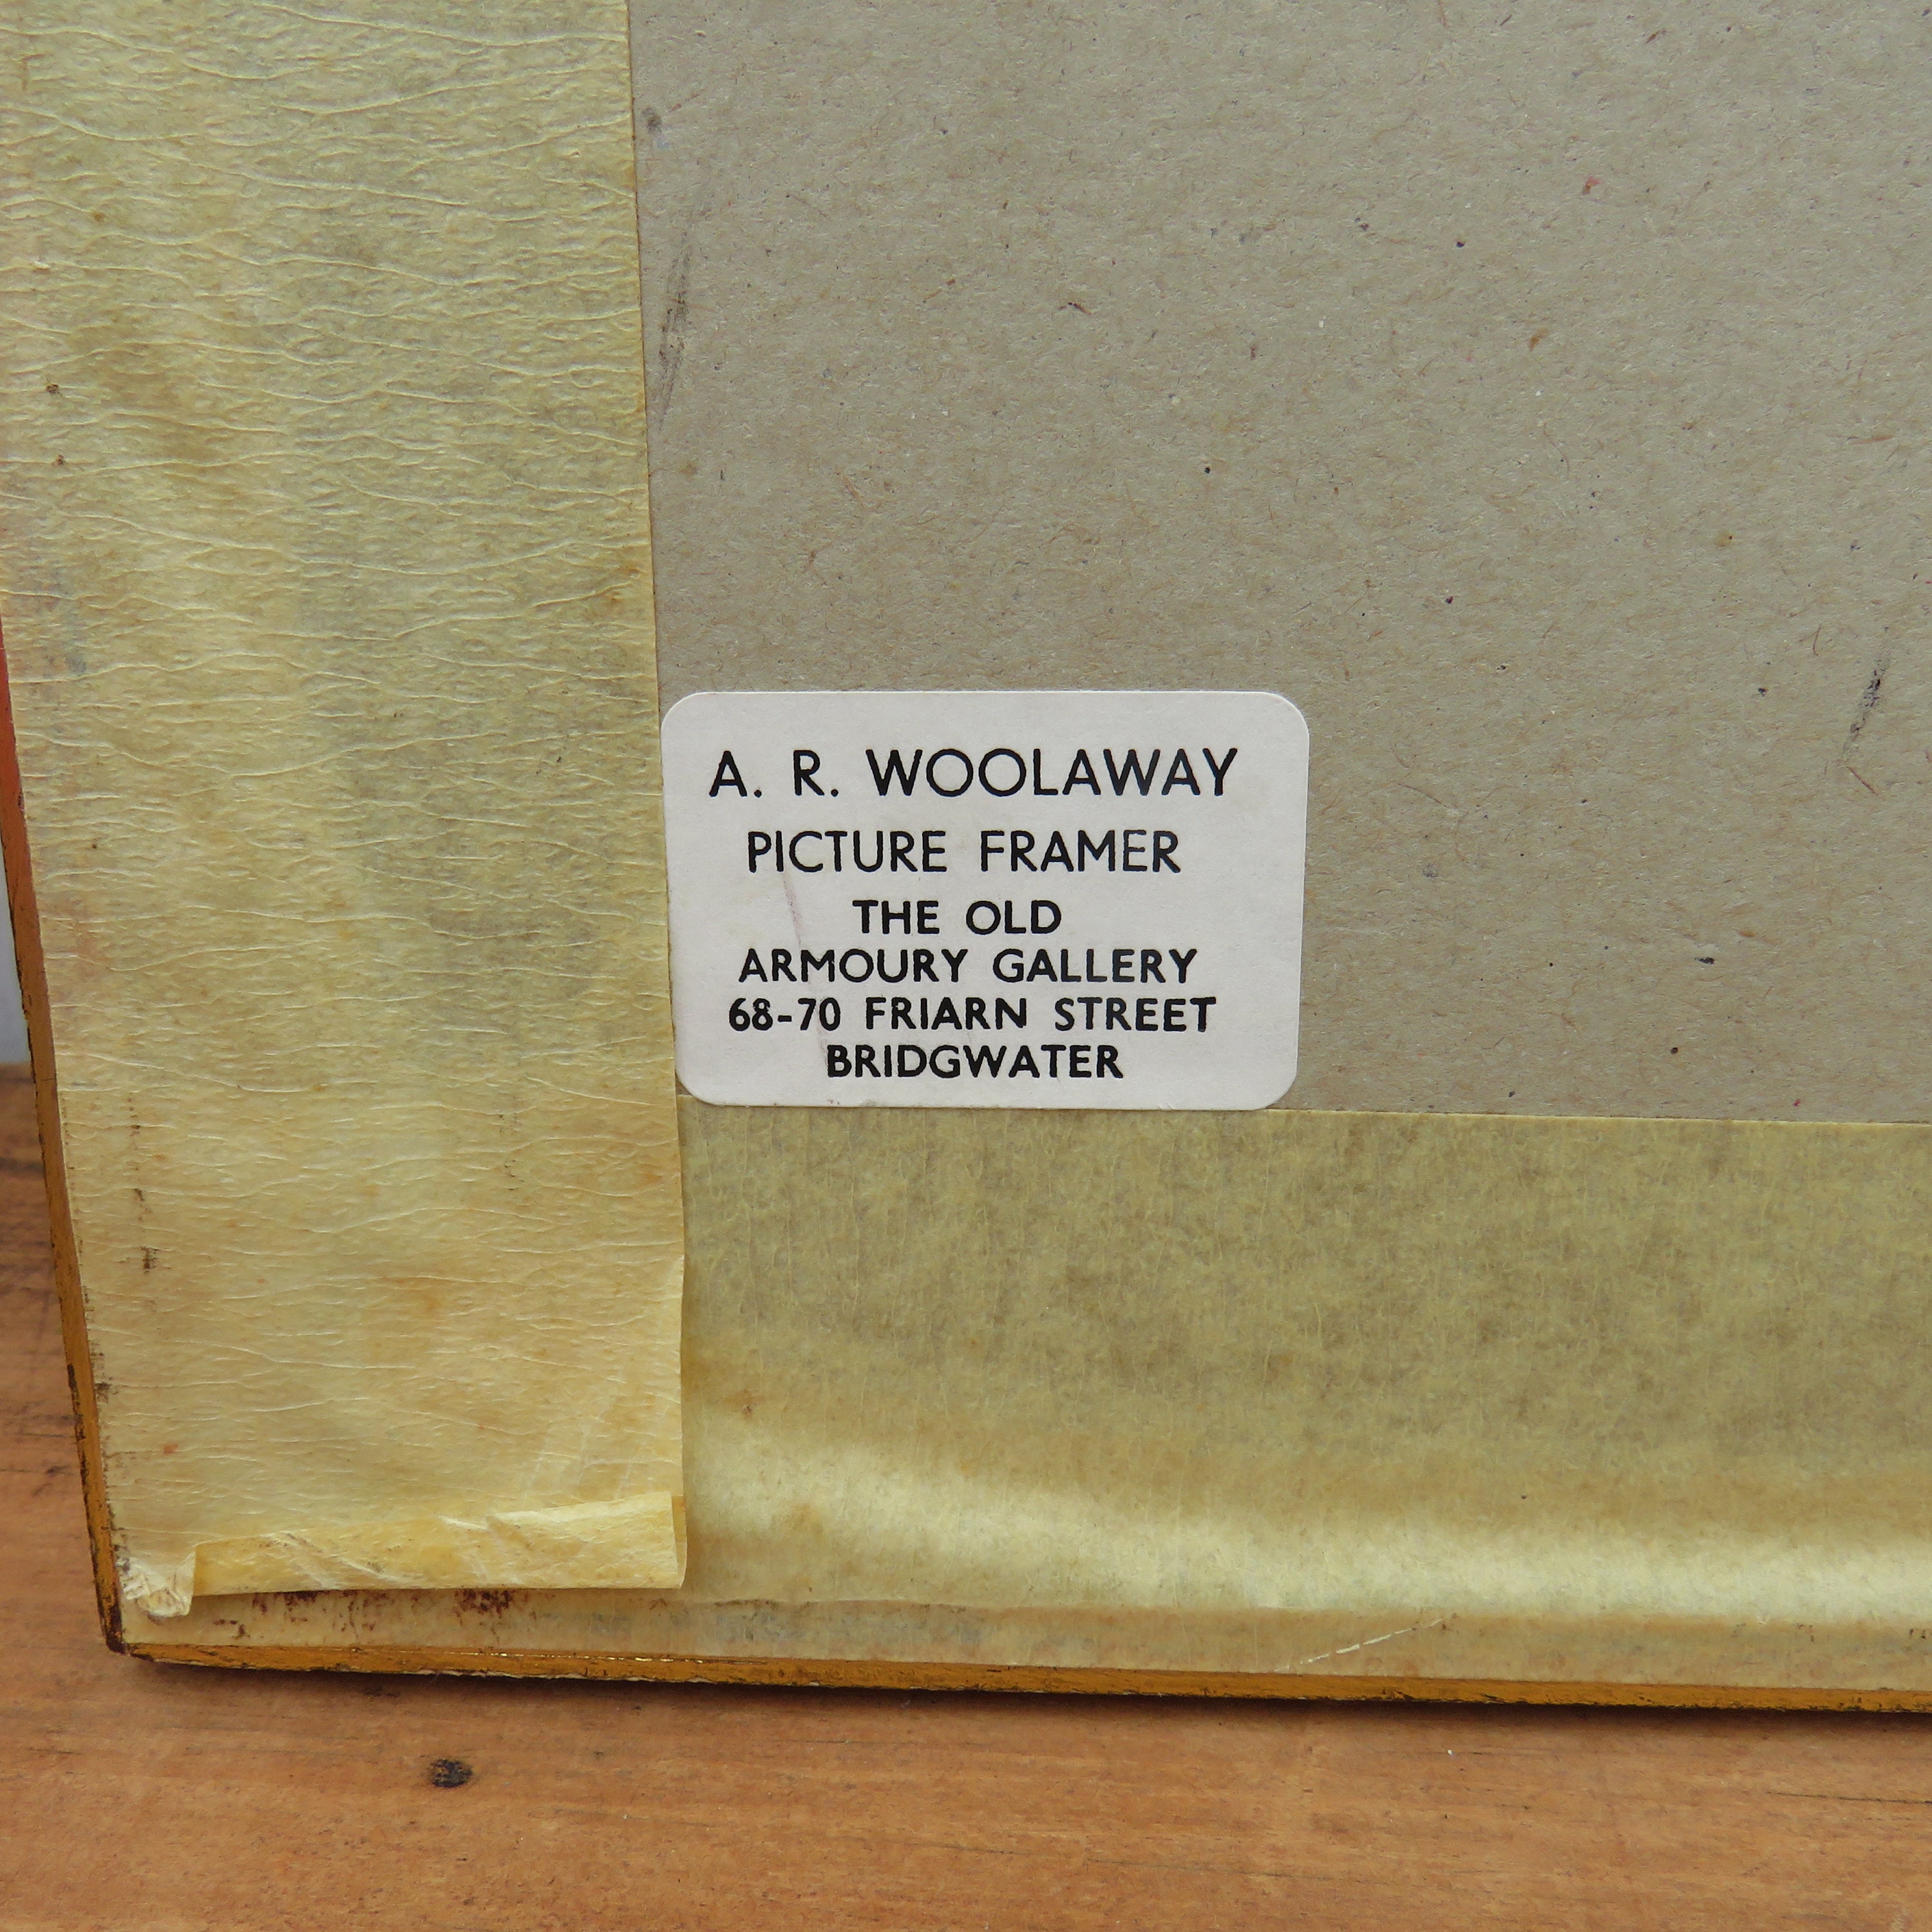 A. R. WOOLAWAY
PICTURE FRAMER
THE OLD
ARMOURY GALLERY
68-70 FRIARN STREET
BRIDGWATER